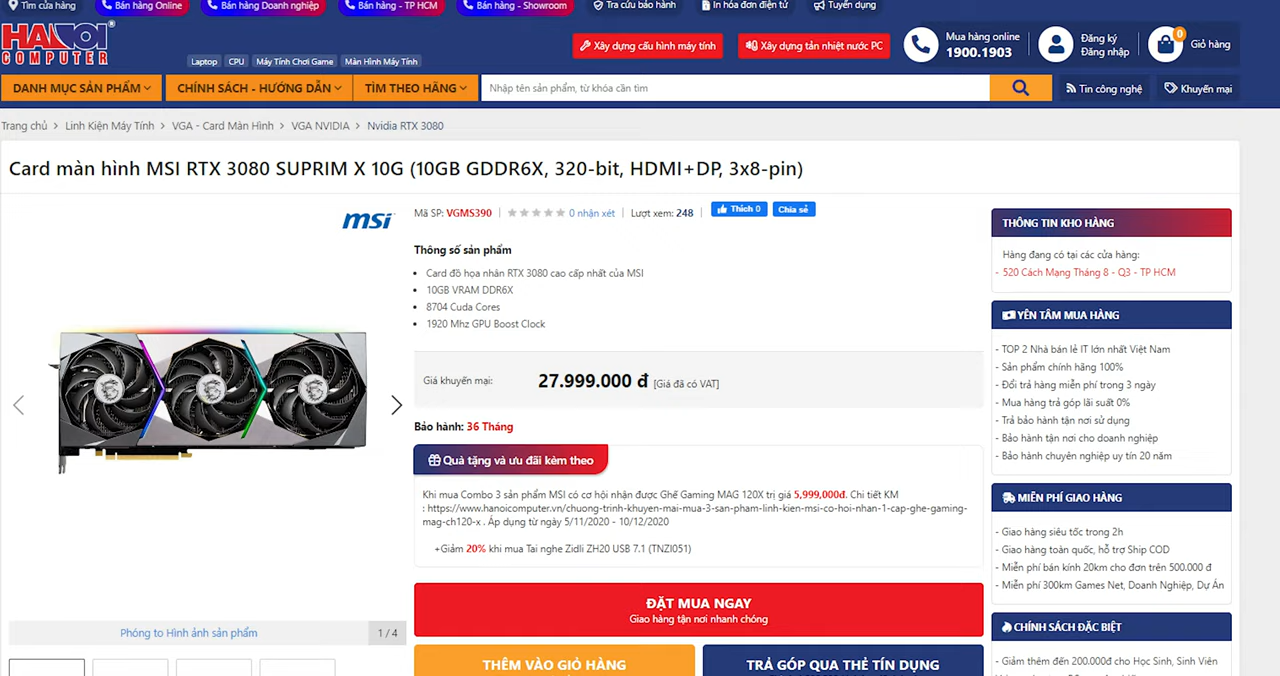 Tìm cửa hàng
Bán hàng Online
Bán hàng Doanh nghiệp
Bán hàng - TP HCM
Bán hàng - Showroom
Tra cứu bảo hành
In hóa đơn điện tử
Tuyển dụng
HANOI
COMPUTER
®
Laptop
CPU
Máy Tính Chơi Game
Màn Hình Máy Tính
Xây dựng cấu hình máy tính
Xây dựng tản nhiệt nước PC
Mua hàng online
1900.1903
Đăng ký
Đăng nhập
0
Giỏ hàng
DANH MỤC SẢN PHẨM
CHÍNH SÁCH - HƯỚNG DẪN
TÌM THEO HÃNG
Nhập tên sản phẩm, từ khóa cần tìm
Tin công nghệ
Khuyến mại
Trang chủ > Linh Kiện Máy Tính > VGA - Card Màn Hình > VGA NVIDIA > Nvidia RTX 3080
Card màn hình MSI RTX 3080 SUPRIM X 10G (10GB GDDR6X, 320-bit, HDMI+DP, 3x8-pin)
msi
Phóng to Hình ảnh sản phẩm
1 / 4
Mã SP: VGMS390 | 0 nhận xét | Lượt xem: 248 |
Thích 0
Chia sẻ
Thông số sản phẩm
Card đồ họa nhân RTX 3080 cao cấp nhất của MSI
10GB VRAM DDR6X
8704 Cuda Cores
1920 Mhz GPU Boost Clock
Giá khuyến mại: 27.999.000 đ [Giá đã có VAT]
Bảo hành: 36 Tháng
Quà tặng và ưu đãi kèm theo
Khi mua Combo 3 sản phẩm MSI có cơ hội nhận được Ghế Gaming MAG 120X trị giá 5,999,000đ. Chi tiết KM
: https://www.hanoicomputer.vn/chuong-trinh-khuyen-mai-mua-3-san-pham-linh-kien-msi-co-hoi-nhan-1-cap-ghe-gaming-
mag-ch120-x . Áp dụng từ ngày 5/11/2020 - 10/12/2020
+Giảm 20% khi mua Tai nghe Zidli ZH20 USB 7.1 (TNZI051)
ĐẶT MUA NGAY
Giao hàng tận nơi nhanh chóng
THÊM VÀO GIỎ HÀNG
TRẢ GÓP QUA THẺ TÍN DỤNG
THÔNG TIN KHO HÀNG
Hàng đang có tại các cửa hàng:
- 520 Cách Mạng Tháng 8 - Q3 - TP HCM
YÊN TÂM MUA HÀNG
- TOP 2 Nhà bán lẻ IT lớn nhất Việt Nam
- Sản phẩm chính hãng 100%
- Đổi trả hàng miễn phí trong 3 ngày
- Mua hàng trả góp lãi suất 0%
- Trả bảo hành tận nơi sử dụng
- Bảo hành tận nơi cho doanh nghiệp
- Bảo hành chuyên nghiệp uy tín 20 năm
MIỄN PHÍ GIAO HÀNG
- Giao hàng siêu tốc trong 2h
- Giao hàng toàn quốc, hỗ trợ Ship COD
- Miễn phí bán kính 20km cho đơn trên 500.000 đ
- Miễn phí 300km Games Net, Doanh Nghiệp, Dự Án
CHÍNH SÁCH ĐẶC BIỆT
- Giảm thêm đến 200.000đ cho Học Sinh, Sinh Viên